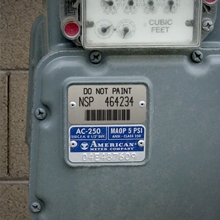 CUBIC
FEET
DO NOT PAINT
NSP 464234
AC-250
MAOP 5 PSI
AMERICAN
METER COMPANY